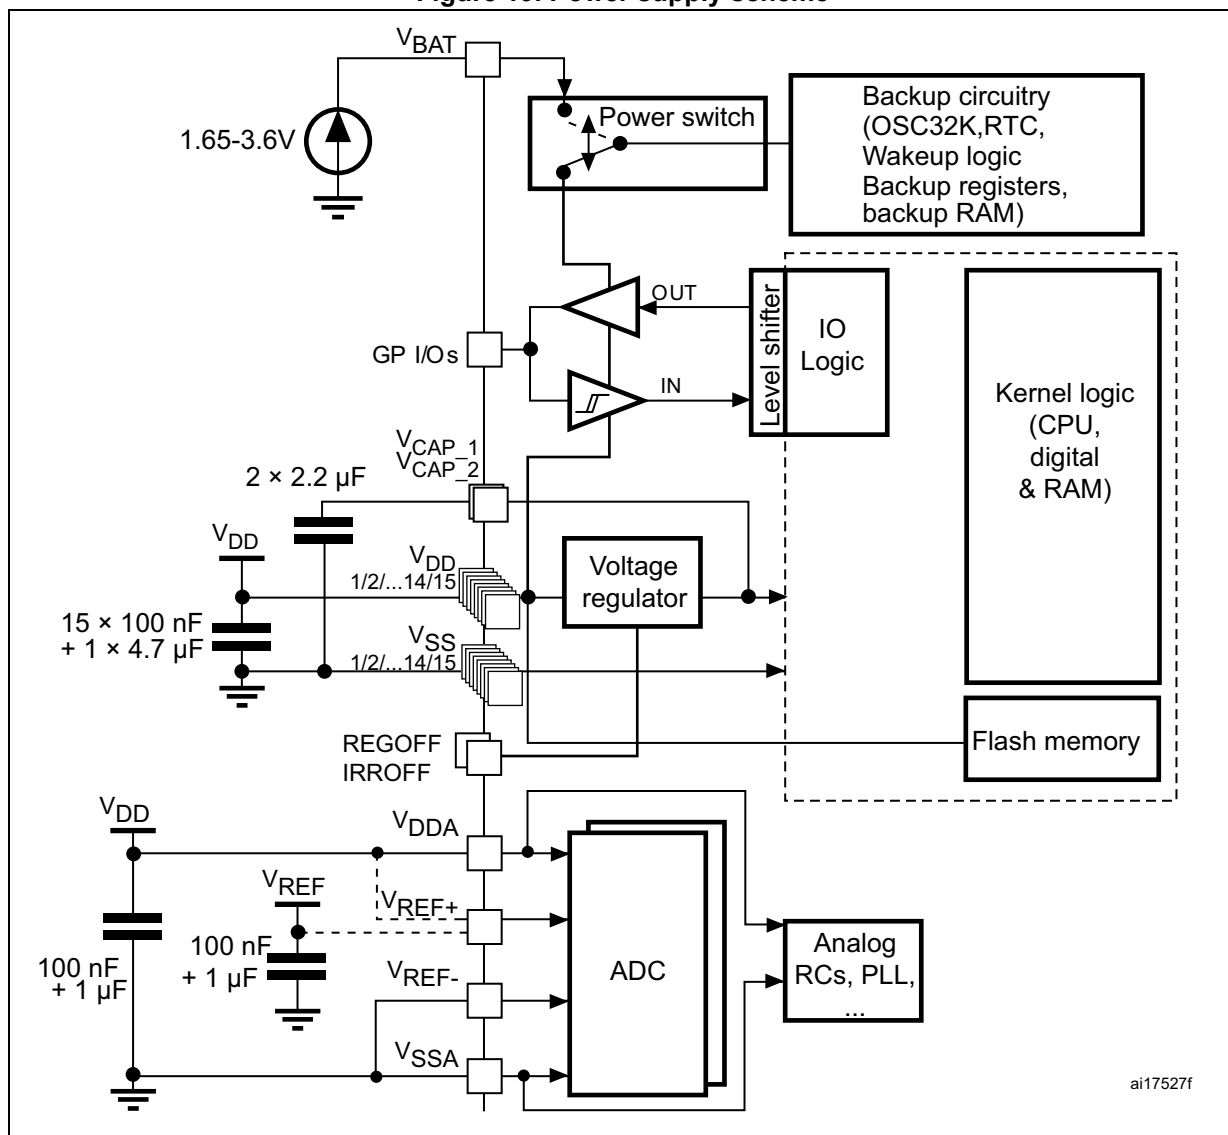 Figure 19. Power supply scheme
VBAT
1.65-3.6V
Power switch
Backup circuitry
(OSC32K,RTC,
Wakeup logic
Backup registers,
backup RAM)
OUT
GP I/Os
IN
Level shifter
IO
Logic
Kernel logic
(CPU,
digital
& RAM)
VCAP_1
VCAP_2
2 × 2.2 µF
VDD
VDD
1/2/...14/15
Voltage
regulator
15 × 100 nF
+ 1 × 4.7 µF
VSS
1/2/...14/15
REGOFF
IRROFF
Flash memory
VDD
VDDA
VREF
VREF+
100 nF
+ 1 µF
100 nF
+ 1 µF
VREF-
ADC
Analog
RCs, PLL,
...
VSSA
ai17527f